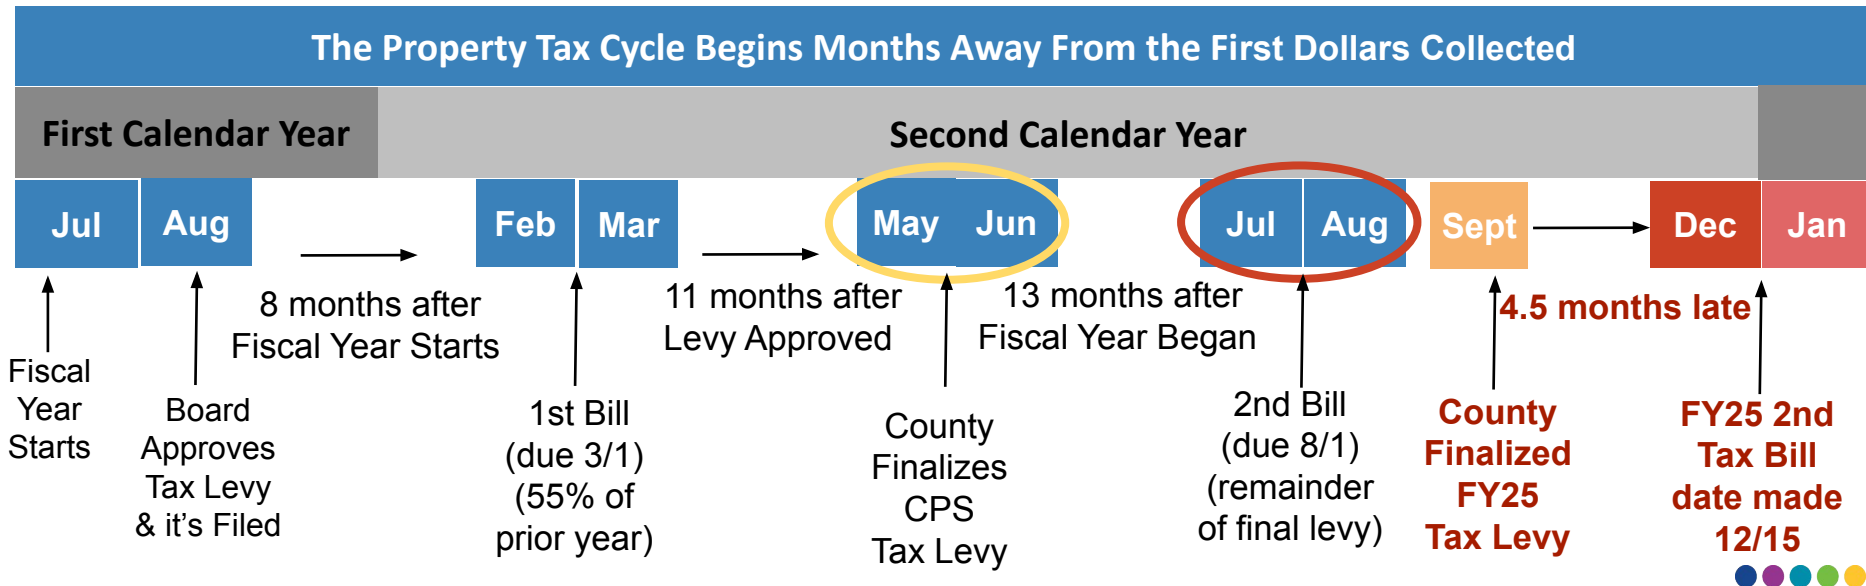 The Property Tax Cycle Begins Months Away From the First Dollars Collected
First Calendar Year
Second Calendar Year
Jul
Aug
Feb
Mar
May
Jun
Jul
Aug
Sept
Dec
Jan
8 months after
Fiscal Year Starts
11 months after
Levy Approved
13 months after
Fiscal Year Began
4.5 months late
Fiscal
Year
Starts
Board
Approves
Tax Levy
& it's Filed
1st Bill
(due 3/1)
(55% of
prior year)
County
Finalizes
CPS
Tax Levy
2nd Bill
(due 8/1)
(remainder
of final levy)
County
Finalized
FY25
Tax Levy
FY25 2nd
Tax Bill
date made
12/15